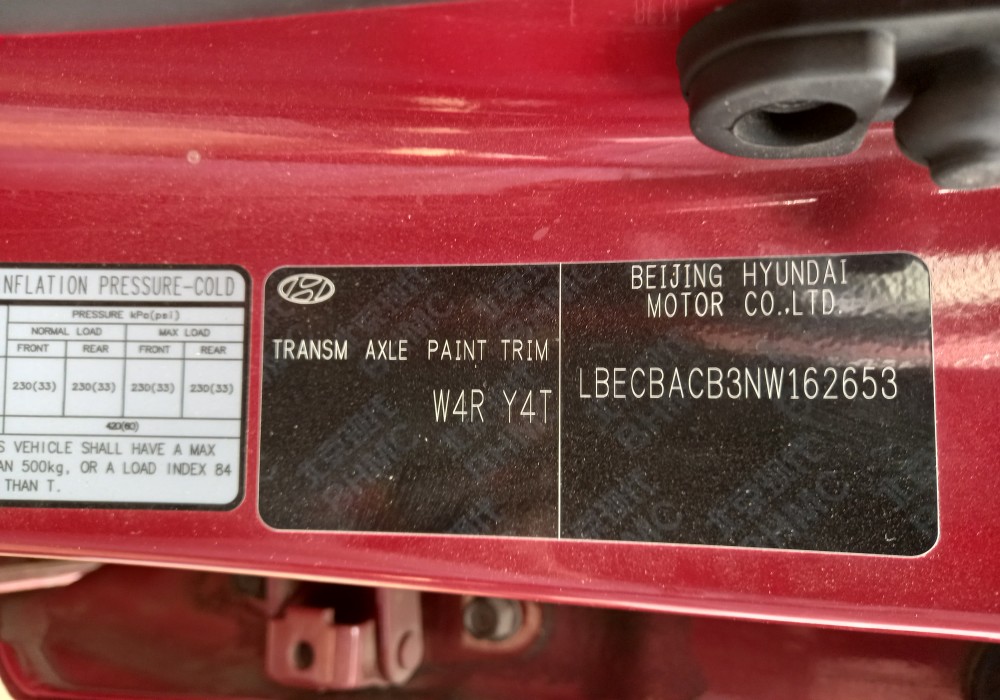 NFLATION PRESSURE-COLD
PRESSURE kPa(psi)
NORMAL LOAD MAX LOAD
FRONT REAR FRONT REAR
230(33) 230(33) 230(33) 230(33)
420(60)
S VEHICLE SHALL HAVE A MAX
AN 500kg, OR A LOAD INDEX 84
THAN T.
TRANSM AXLE PAINT TRIM
W4R Y4T
BEIJING HYUNDAI
MOTOR CO.,LTD.
LBECBACB3NW162653